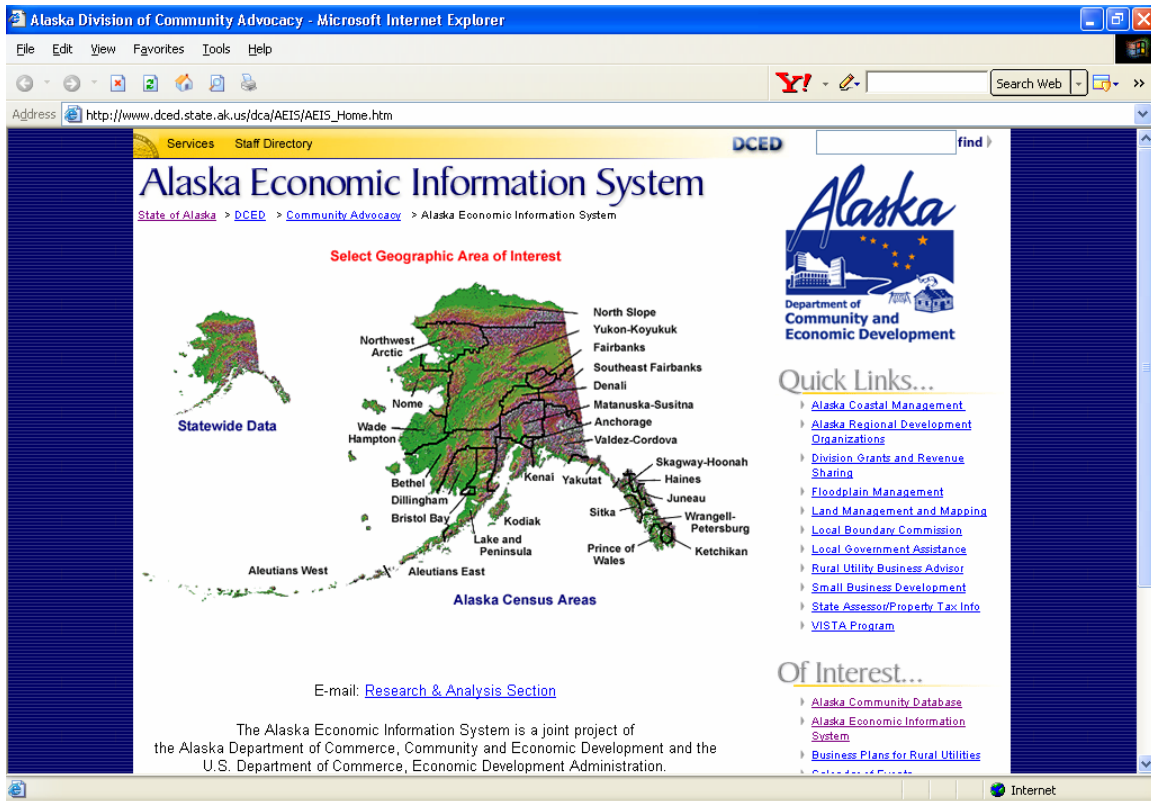 Alaska Division of Community Advocacy - Microsoft Internet Explorer
File Edit View Favorites Tools Help
Y! Search Web
Address http://www.dced.state.ak.us/dca/AEIS/AEIS_Home.htm
Services Staff Directory DCED find
Alaska Economic Information System
State of Alaska > DCED > Community Advocacy > Alaska Economic Information System
Select Geographic Area of Interest
Statewide Data
North Slope
Yukon-Koyukuk
Northwest
Arctic
Fairbanks
Southeast Fairbanks
Denali
Nome
Matanuska-Susitna
Wade
Hampton
Anchorage
Valdez-Cordova
Skagway-Hoonah
Bethel
Kenai
Yakutat
Haines
Dillingham
Juneau
Bristol Bay
Kodiak
Sitka
Wrangell-
Petersburg
Lake and
Peninsula
Prince of
Wales
Ketchikan
Aleutians West
Aleutians East
Alaska Census Areas
E-mail: Research & Analysis Section
The Alaska Economic Information System is a joint project of
the Alaska Department of Commerce, Community and Economic Development and the
U.S. Department of Commerce, Economic Development Administration.
Alaska
Department of
Community and
Economic Development
Quick Links...
Alaska Coastal Management
Alaska Regional Development
Organizations
Division Grants and Revenue
Sharing
Floodplain Management
Land Management and Mapping
Local Boundary Commission
Local Government Assistance
Rural Utility Business Advisor
Small Business Development
State Assessor/Property Tax Info
VISTA Program
Of Interest...
Alaska Community Database
Alaska Economic Information
System
Business Plans for Rural Utilities
Calendar of Events
Internet